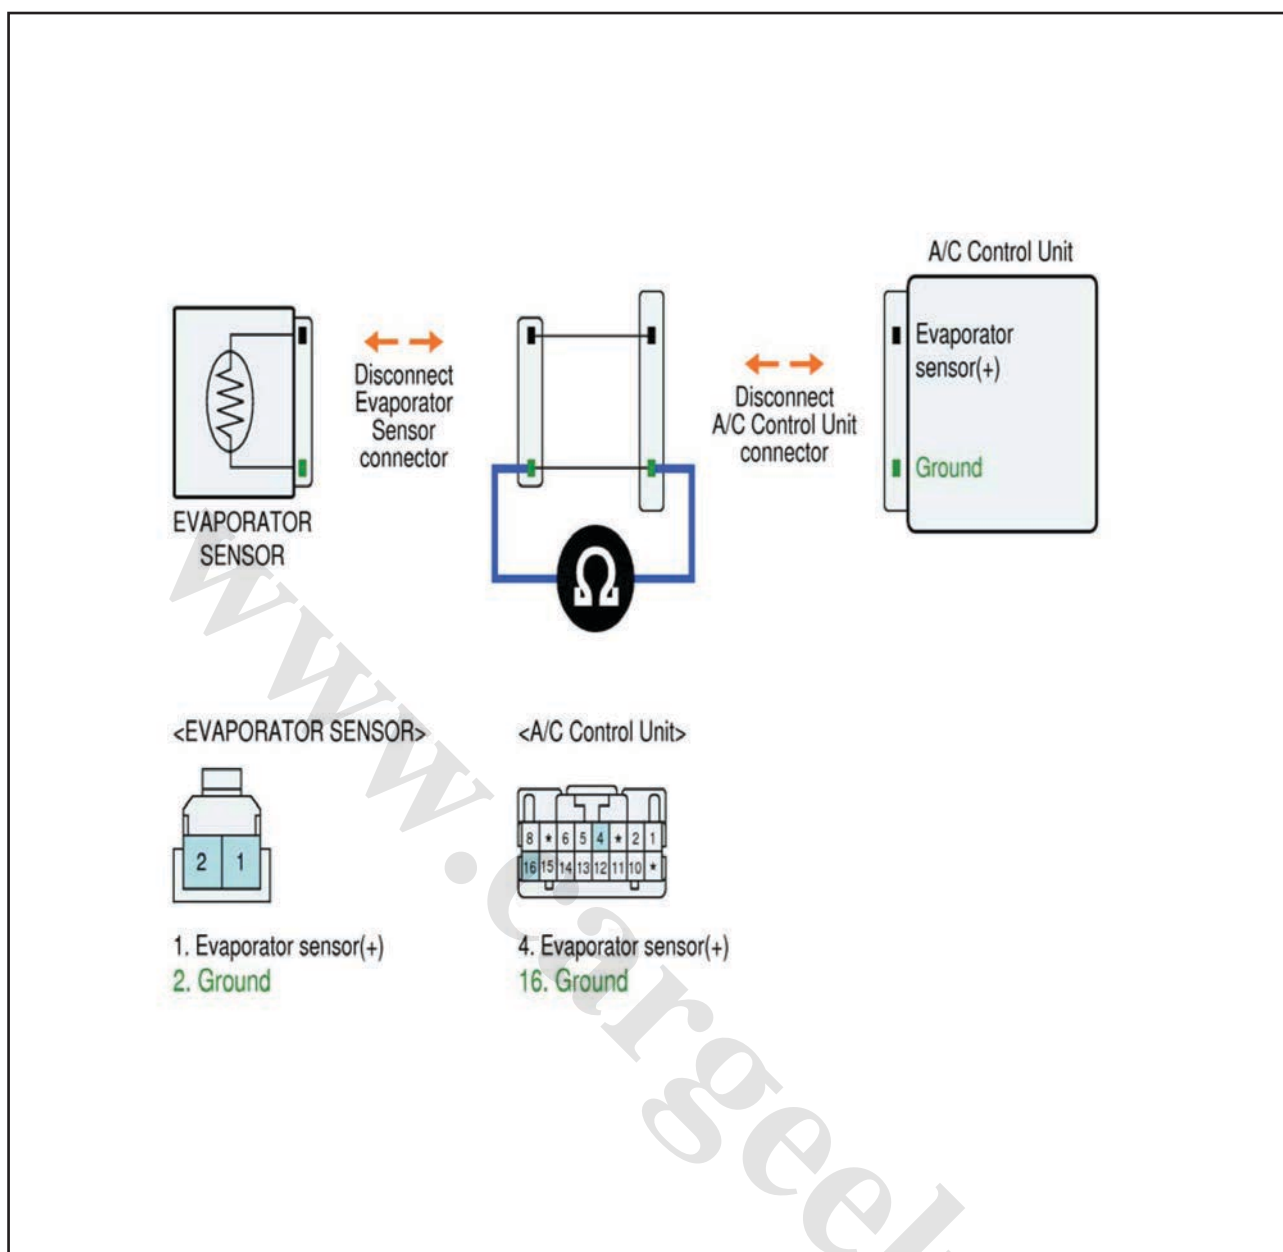 A/C Control Unit
Evaporator
sensor(+)
Ground
Disconnect
Evaporator
Sensor
connector
Disconnect
A/C Control Unit
connector
EVAPORATOR
SENSOR
Ω
<EVAPORATOR SENSOR>
2 1
1. Evaporator sensor(+)
2. Ground
<A/C Control Unit>
8 * 6 5 4 * 2 1
16 15 14 13 12 11 10 *
4. Evaporator sensor(+)
16. Ground
www.cargeek